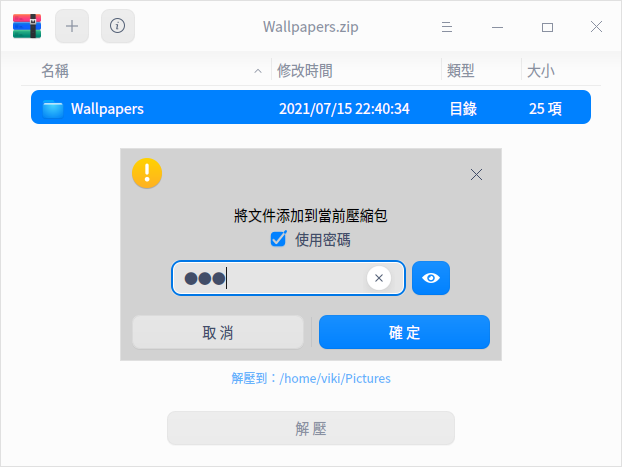 Wallpapers.zip
名稱 修改時間 類型 大小
Wallpapers 2021/07/15 22:40:34 目錄 25 項
將文件添加到當前壓縮包
使用密碼
取消 確定
解壓到：/home/viki/Pictures
解壓